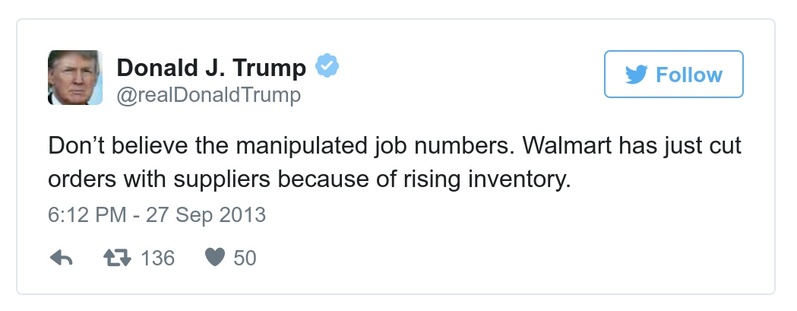 Donald J. Trump
@realDonaldTrump
Follow
Don’t believe the manipulated job numbers. Walmart has just cut
orders with suppliers because of rising inventory.
6:12 PM - 27 Sep 2013
136 50